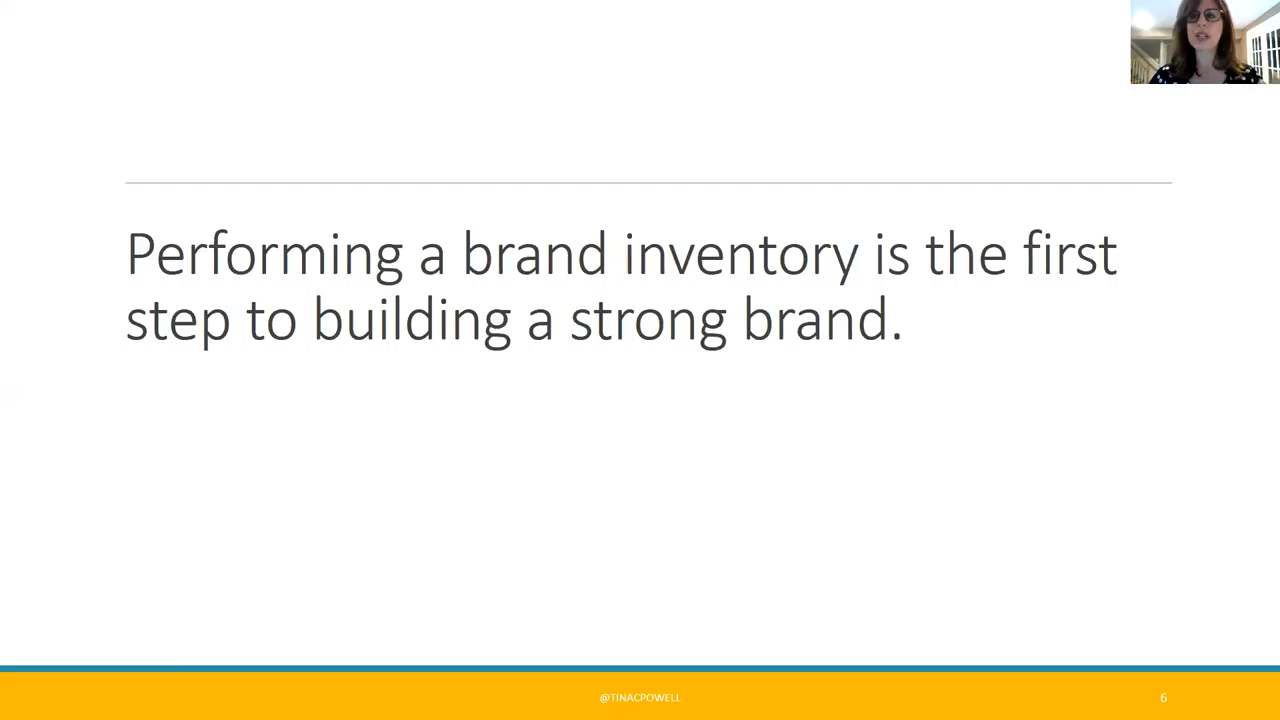 Performing a brand inventory is the first
step to building a strong brand.
@TINACPOWELL
6